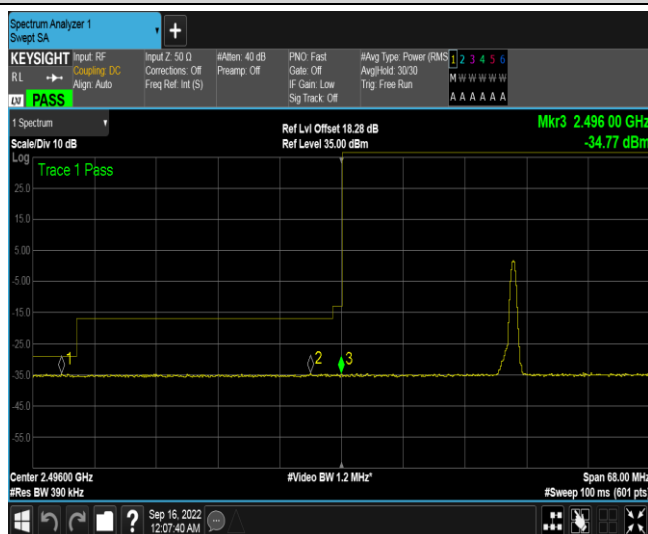 Spectrum Analyzer 1
Swept SA
+
KEYSIGHT Input: RF Input Z: 50 Ω #Atten: 40 dB PNO: Fast #Avg Type: Power (RMS 1 2 3 4 5 6
RL Coupling: DC Corrections: Off Preamp: Off Gate: Off Avg|Hold: 30/30 M W W W W W
Align: Auto Freq Ref: Int (S) IF Gain: Low Trig: Free Run
LXI PASS Sig Track: Off A A A A A A
1 Spectrum Ref Lvl Offset 18.28 dB Mkr3 2.496 00 GHz
Scale/Div 10 dB Ref Level 35.00 dBm -34.77 dBm
Log
Trace 1 Pass
25.0
15.0
5.00
-5.00
-15.0
-25.0
1 2 3
-35.0
-45.0
-55.0
Center 2.49600 GHz #Video BW 1.2 MHz* Span 68.00 MHz
#Res BW 390 kHz #Sweep 100 ms (601 pts)
? Sep 16, 2022
12:07:40 AM